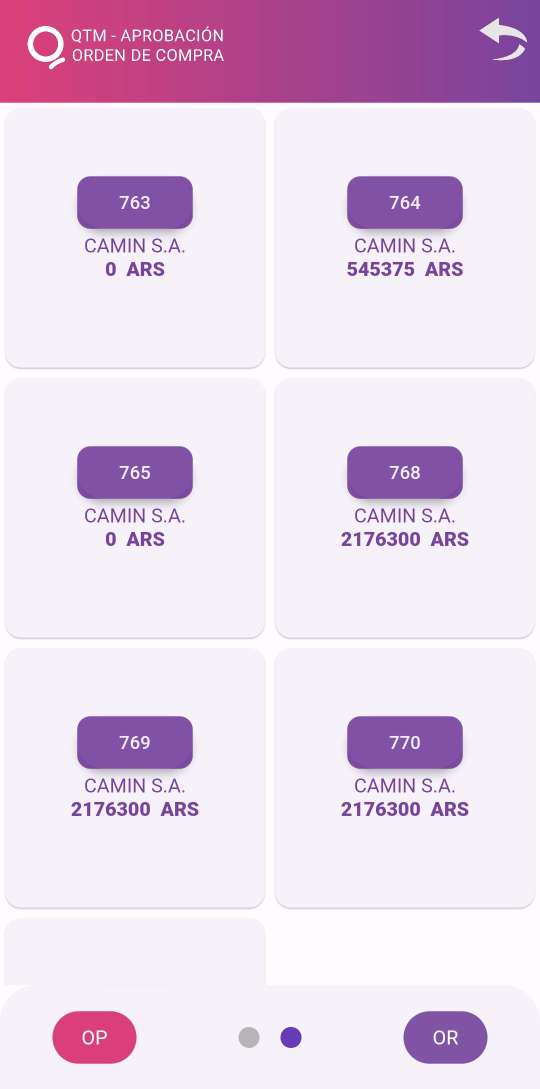 QTM - APROBACIÓN
ORDEN DE COMPRA
763
CAMIN S.A.
0 ARS
764
CAMIN S.A.
545375 ARS
765
CAMIN S.A.
0 ARS
768
CAMIN S.A.
2176300 ARS
769
CAMIN S.A.
2176300 ARS
770
CAMIN S.A.
2176300 ARS
OP
OR